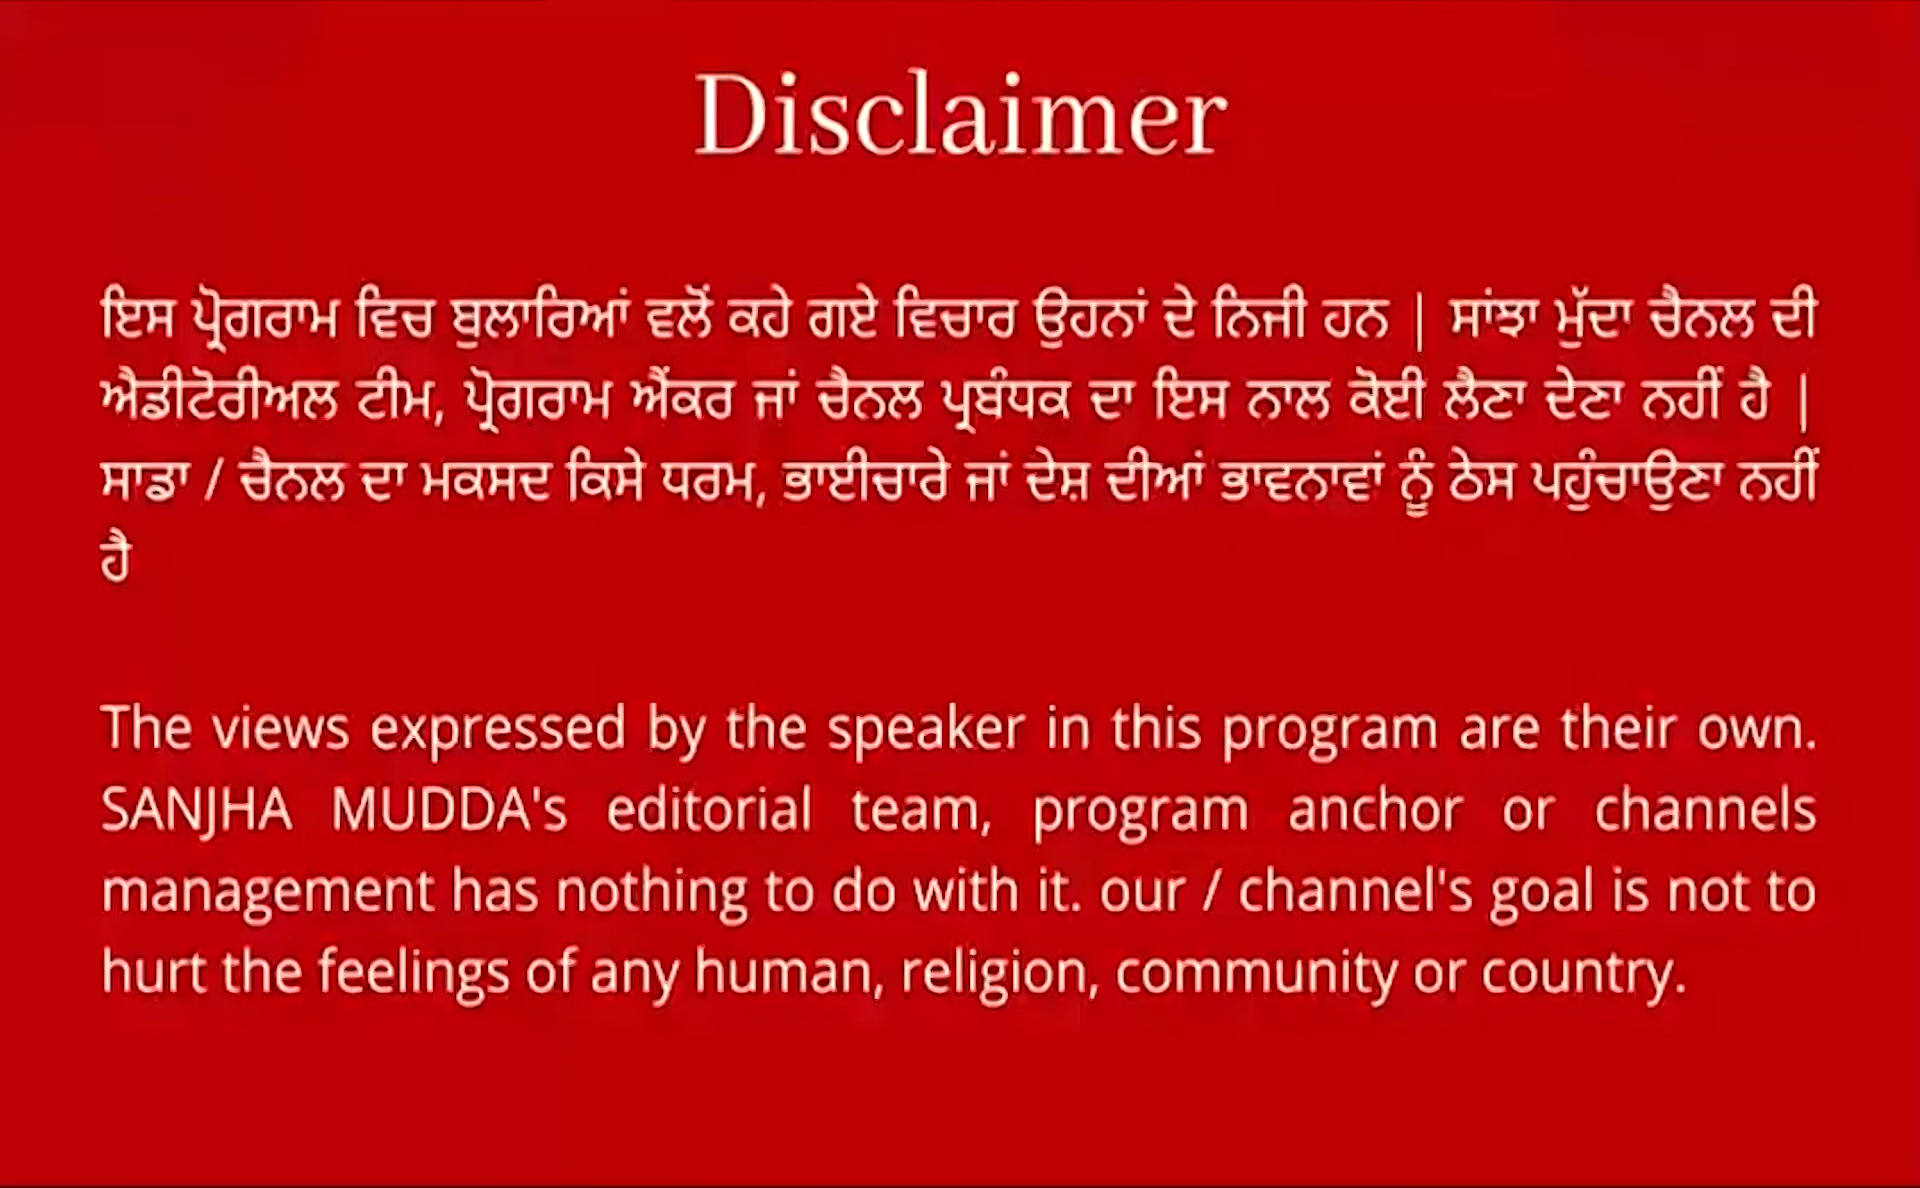 Disclaimer
ਇਸ ਪ੍ਰੋਗਰਾਮ ਵਿਚ ਬੁਲਾਰਿਆਂ ਵਲੋਂ ਕਹੇ ਗਏ ਵਿਚਾਰ ਉਹਨਾਂ ਦੇ ਨਿਜੀ ਹਨ | ਸਾਂਝਾ ਮੁੱਦਾ ਚੈਨਲ ਦੀ
ਐਡੀਟੋਰੀਅਲ ਟੀਮ, ਪ੍ਰੋਗਰਾਮ ਐਂਕਰ ਜਾਂ ਚੈਨਲ ਪ੍ਰਬੰਧਕ ਦਾ ਇਸ ਨਾਲ ਕੋਈ ਲੈਣਾ ਦੇਣਾ ਨਹੀਂ ਹੈ |
ਸਾਡਾ / ਚੈਨਲ ਦਾ ਮਕਸਦ ਕਿਸੇ ਧਰਮ, ਭਾਈਚਾਰੇ ਜਾਂ ਦੇਸ਼ ਦੀਆਂ ਭਾਵਨਾਵਾਂ ਨੂੰ ਠੇਸ ਪਹੁੰਚਾਉਣਾ ਨਹੀਂ
ਹੈ
The views expressed by the speaker in this program are their own.
SANJHA MUDDA's editorial team, program anchor or channels
management has nothing to do with it. our / channel's goal is not to
hurt the feelings of any human, religion, community or country.